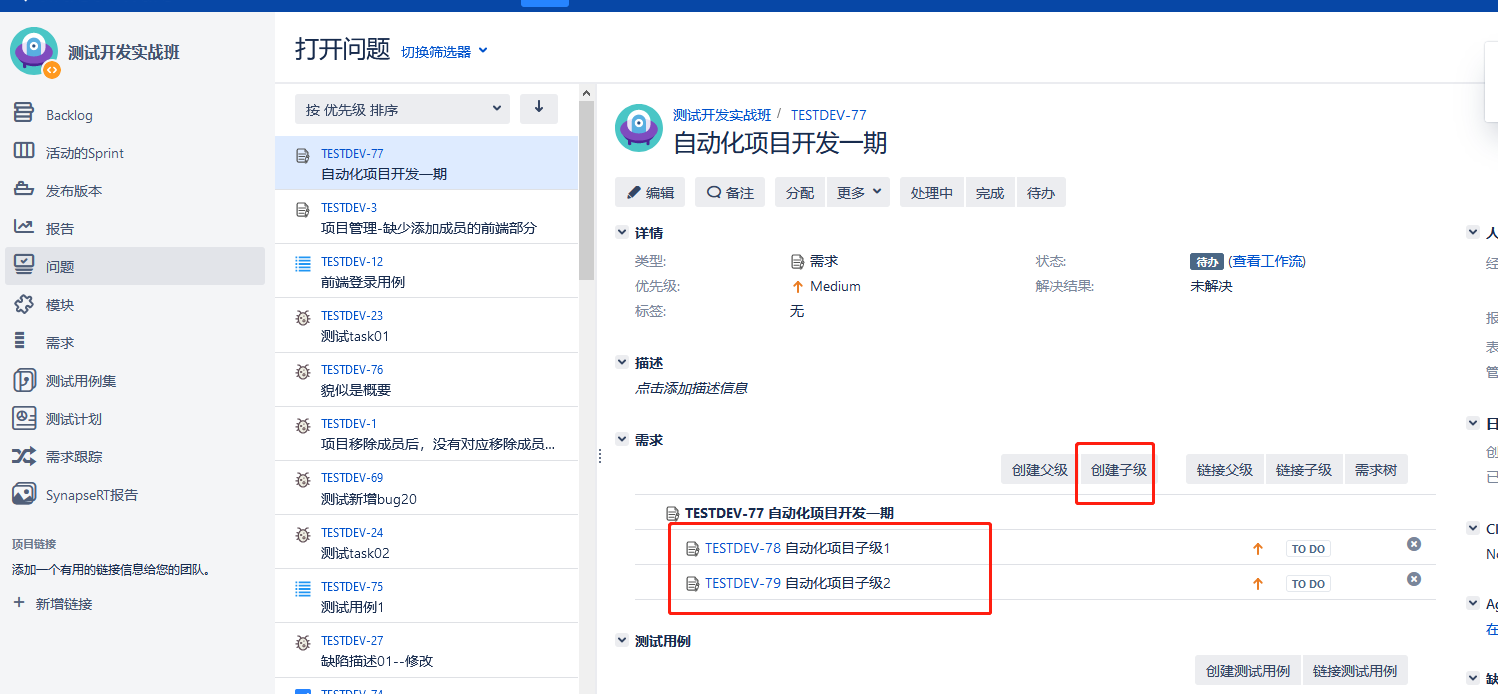 测试开发实战班
Backlog
活动的Sprint
发布版本
报告
问题
模块
需求
测试用例集
测试计划
需求跟踪
SynapseRT报告
项目链接
添加一个有用的链接信息给您的团队。
+ 新增链接
打开问题 切换筛选器
按 优先级 排序
TESTDEV-77
自动化项目开发一期
TESTDEV-3
项目管理-缺少添加成员的前端部分
TESTDEV-12
前端登录用例
TESTDEV-23
测试task01
TESTDEV-76
貌似是概要
TESTDEV-1
项目移除成员后，没有对应移除成员...
TESTDEV-69
测试新增bug20
TESTDEV-24
测试task02
TESTDEV-75
测试用例1
TESTDEV-27
缺陷描述01--修改
TESTDEV-74
测试开发实战班 / TESTDEV-77
自动化项目开发一期
编辑 备注 分配 更多 处理中 完成 待办
详情
类型: 需求 状态: 待办 (查看工作流)
优先级: Medium 解决结果: 未解决
标签: 无
描述
点击添加描述信息
需求
创建父级 创建子级 链接父级 链接子级 需求树
TESTDEV-77 自动化项目开发一期
TESTDEV-78 自动化项目子级1 TO DO
TESTDEV-79 自动化项目子级2 TO DO
测试用例
创建测试用例 链接测试用例
人
经
报
表
管
日
创
已
Ag
在